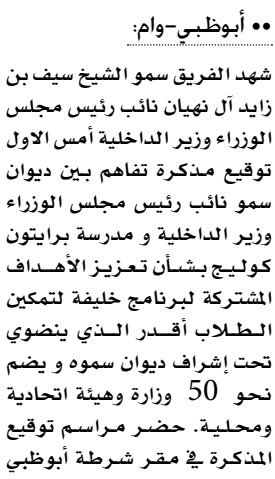 •• أبوظبي-وام:
شهد الفريق سمو الشيخ سيف بن
زايد آل نهيان نائب رئيس مجلس
الوزراء وزير الداخلية أمس الاول
توقيع مذكرة تفاهم بين ديوان
سمو نائب رئيس مجلس الوزراء
وزير الداخلية و مدرسة برايتون
كوليج بشأن تعزيز الأهداف
المشتركة لبرنامج خليفة لتمكين
الطلاب أقدر الذي ينضوي
تحت إشراف ديوان سموه و يضم
نحو 50 وزارة وهيئة اتحادية
ومحلية. حضر مراسم توقيع
المذكرة في مقر شرطة أبوظبي